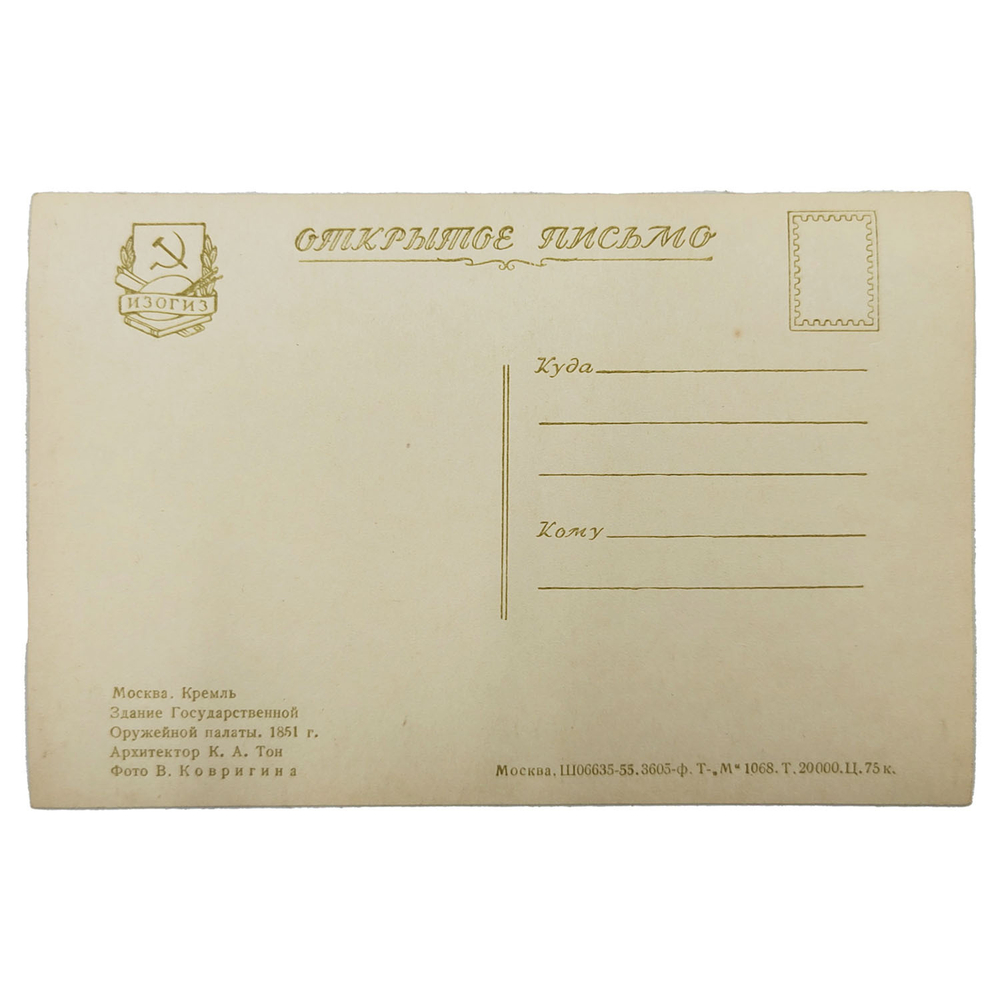 ОТКРЫТОЕ ПИСЬМО
ИЗОГИЗ
Куда
Кому
Москва. Кремль
Здание Государственной
Оружейной палаты. 1851 г.
Архитектор К. А. Тон
Фото В. Ковригина
Москва. Ш06635-55. 3605-ф. Т-„М“ 1068. Т. 20000. Ц. 75 к.